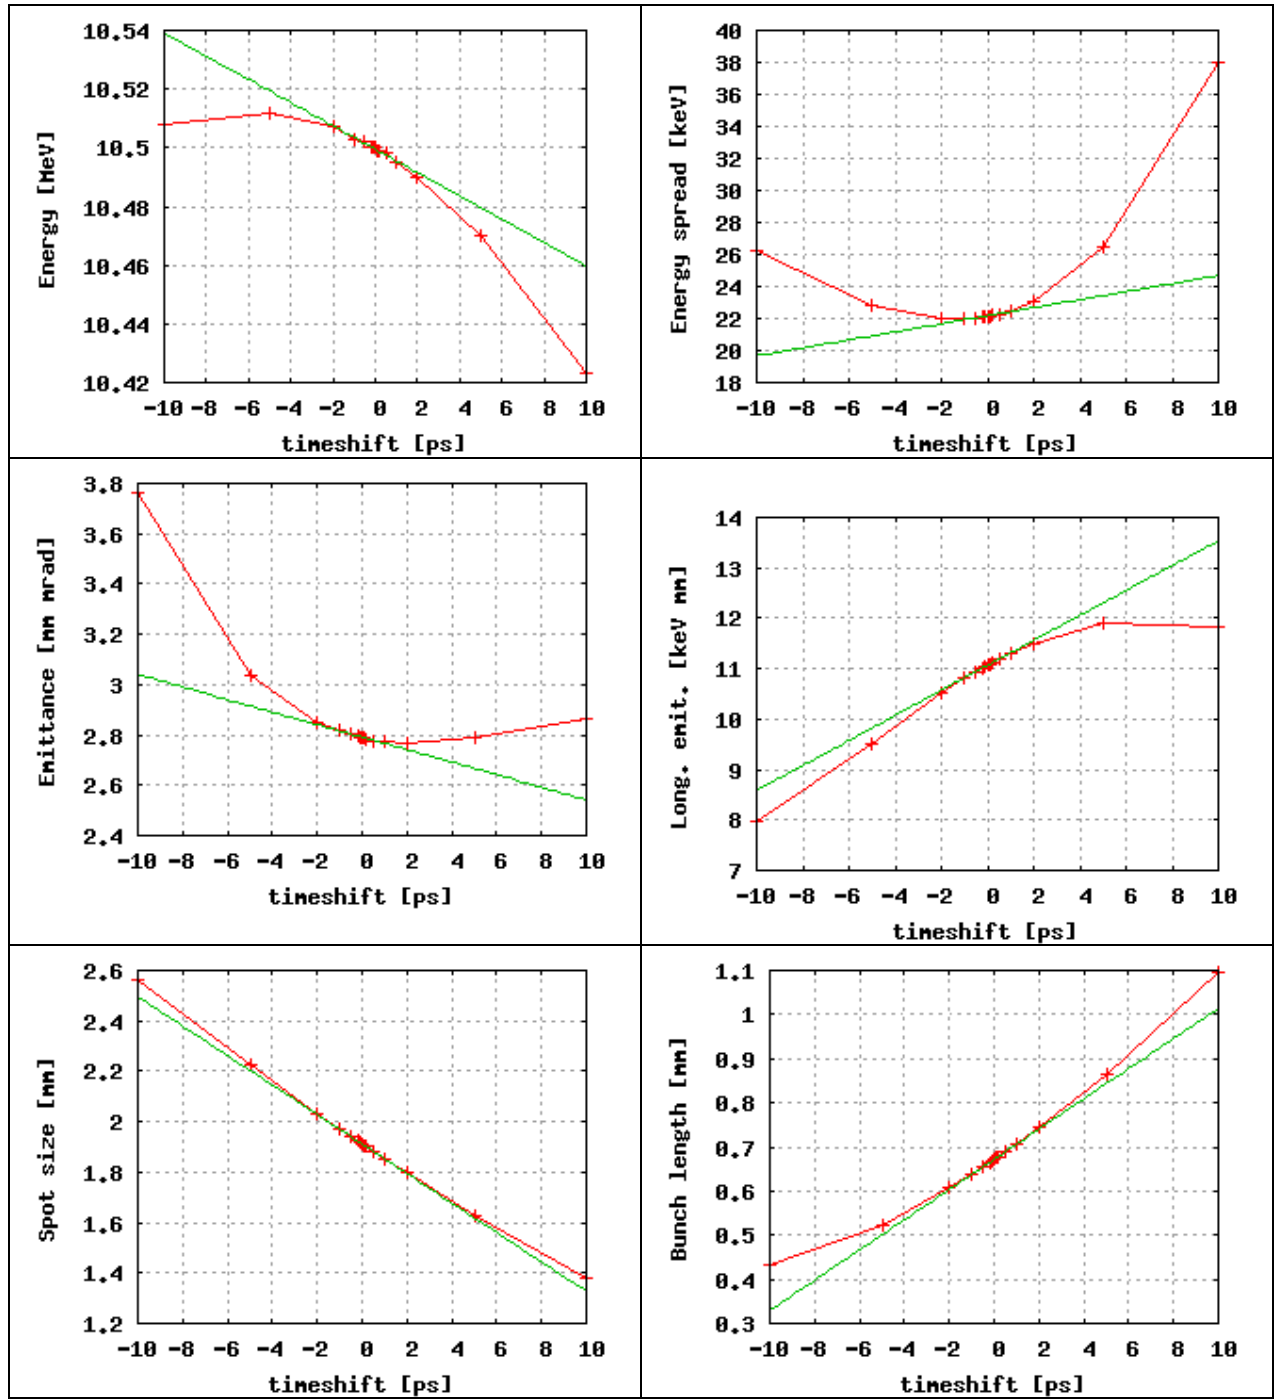 10.54
10.52
10.5
10.48
10.46
10.44
10.42
Energy [MeV]
-10 -8 -6 -4 -2 0 2 4 6 8 10
timeshift [ps]
40
38
36
34
32
30
28
26
24
22
20
18
Energy spread [keV]
-10 -8 -6 -4 -2 0 2 4 6 8 10
timeshift [ps]
3.8
3.6
3.4
3.2
3
2.8
2.6
2.4
Emittance [mm mrad]
-10 -8 -6 -4 -2 0 2 4 6 8 10
timeshift [ps]
14
13
12
11
10
9
8
7
Long. emit. [keV mm]
-10 -8 -6 -4 -2 0 2 4 6 8 10
timeshift [ps]
2.6
2.4
2.2
2
1.8
1.6
1.4
1.2
Spot size [mm]
-10 -8 -6 -4 -2 0 2 4 6 8 10
timeshift [ps]
1.1
1
0.9
0.8
0.7
0.6
0.5
0.4
0.3
Bunch length [mm]
-10 -8 -6 -4 -2 0 2 4 6 8 10
timeshift [ps]